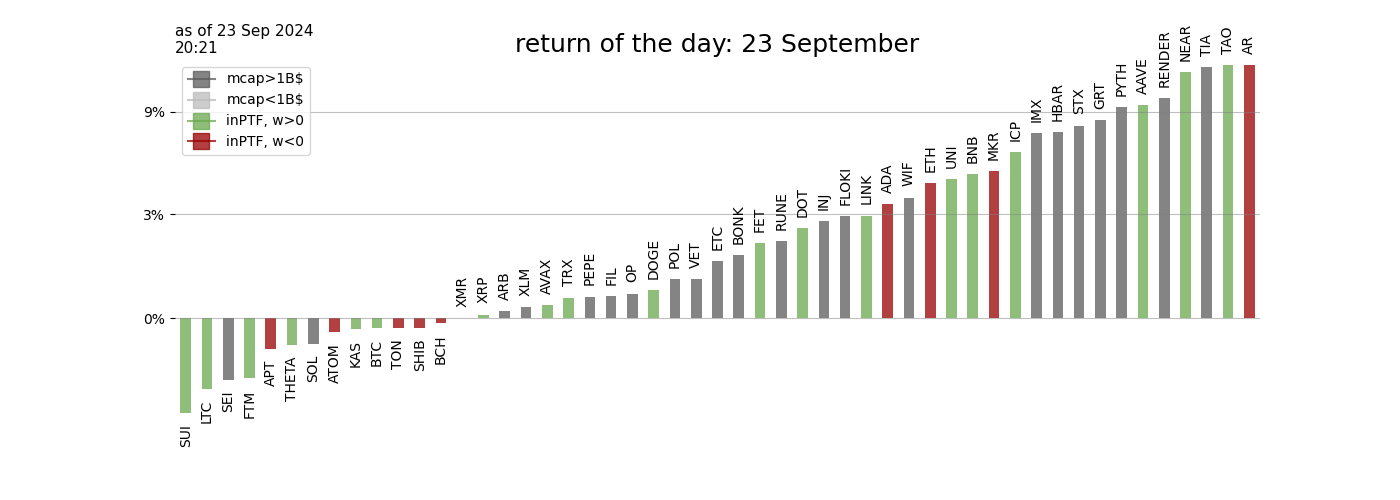 as of 23 Sep 2024
20:21
return of the day: 23 September
mcap>1B$
mcap<1B$
inPTF, w>0
inPTF, w<0
9%
3%
0%
SUI
LTC
SEI
FTM
APT
THETA
SOL
ATOM
KAS
BTC
TON
SHIB
BCH
XMR
XRP
ARB
XLM
AVAX
TRX
PEPE
FIL
OP
DOGE
POL
VET
ETC
BONK
FET
RUNE
DOT
INJ
FLOKI
LINK
ADA
WIF
ETH
UNI
BNB
MKR
ICP
IMX
HBAR
STX
GRT
PYTH
AAVE
RENDER
NEAR
TIA
TAO
AR